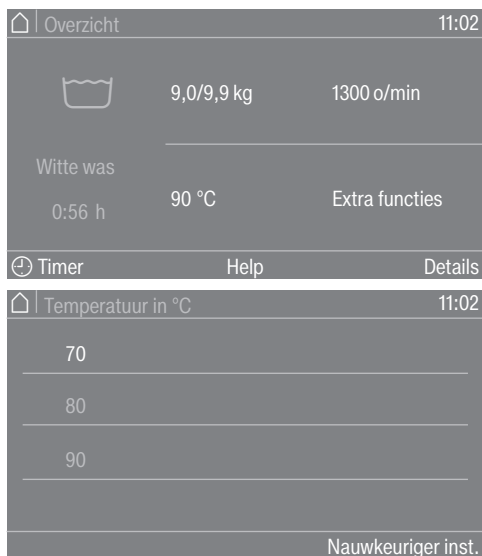 Overzicht 11:02
9,0/9,9 kg 1300 o/min
Witte was
0:56 h
90 °C Extra functies
Timer Help Details
Temperatuur in °C 11:02
70
80
90
Nauwkeuriger inst.